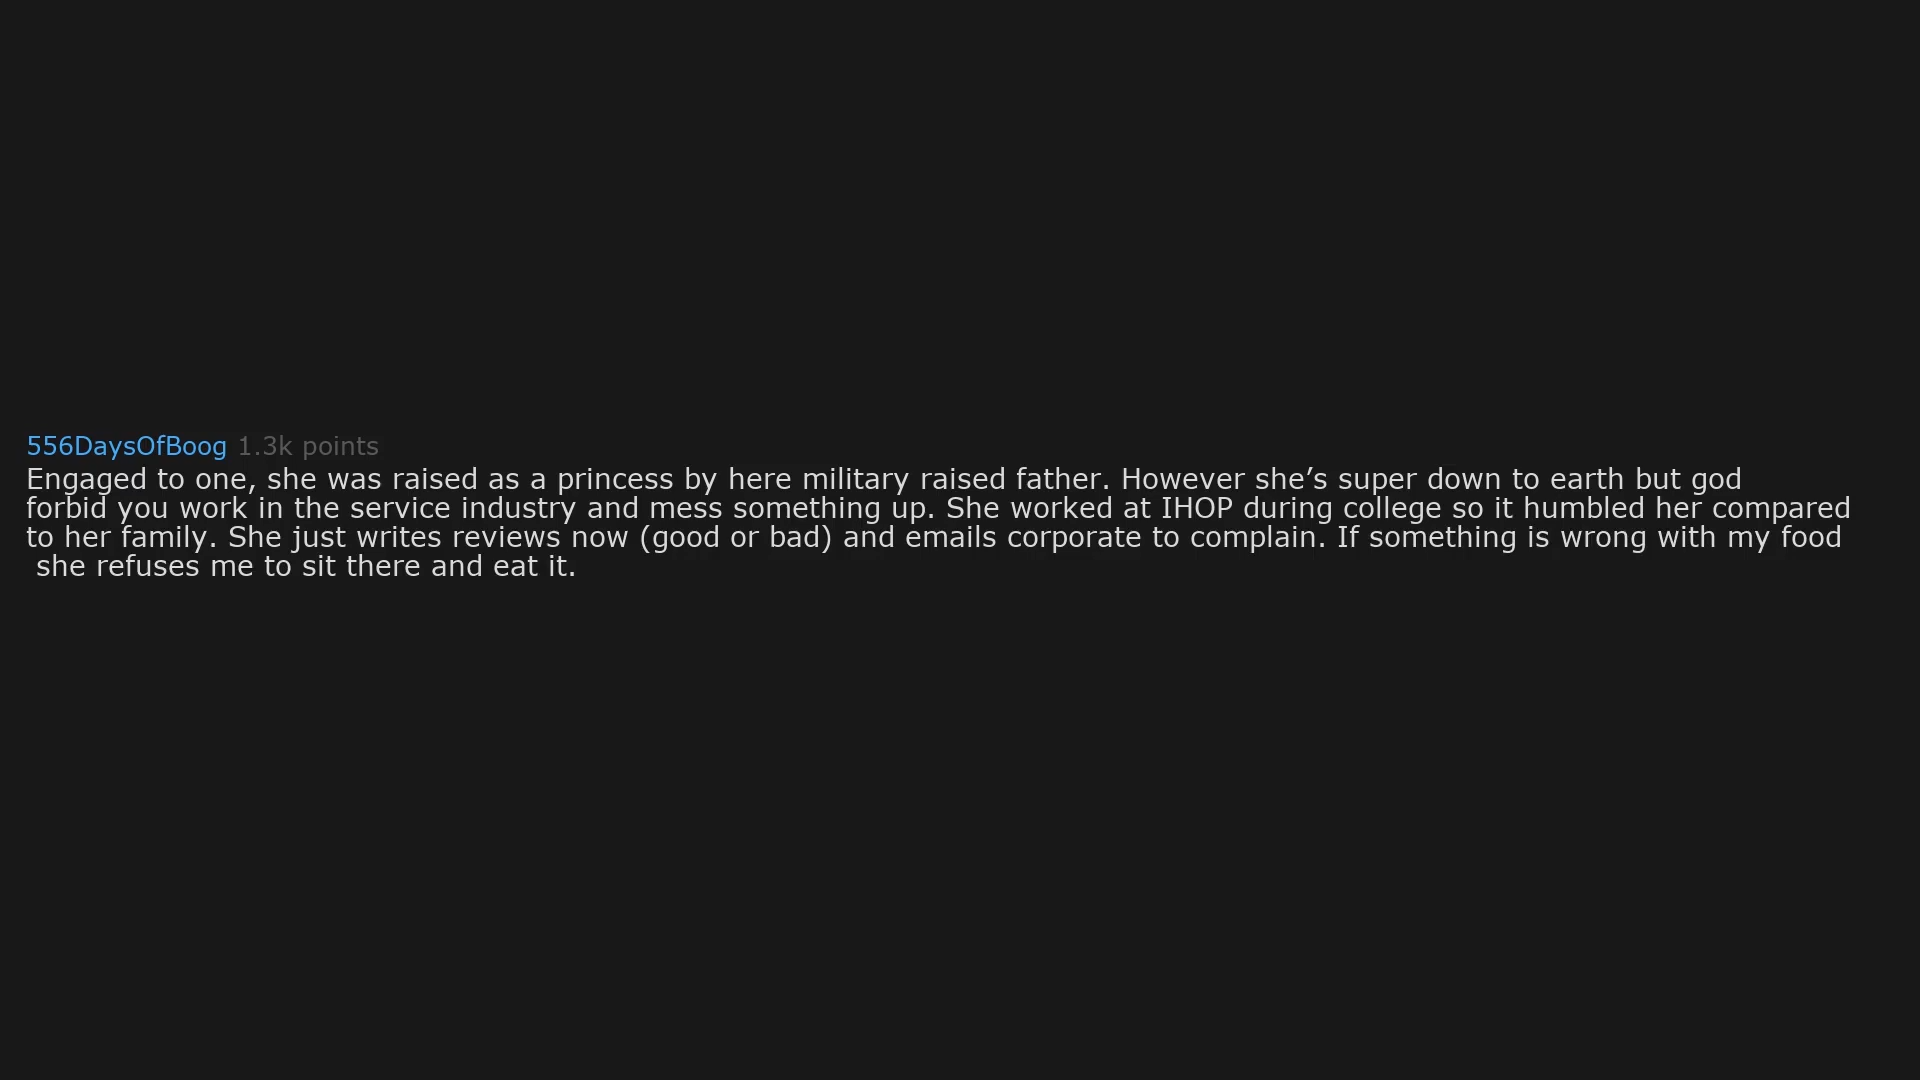 556DaysOfBoog 1.3k points
Engaged to one, she was raised as a princess by here military raised father. However she’s super down to earth but god
forbid you work in the service industry and mess something up. She worked at IHOP during college so it humbled her compared
to her family. She just writes reviews now (good or bad) and emails corporate to complain. If something is wrong with my food
she refuses me to sit there and eat it.